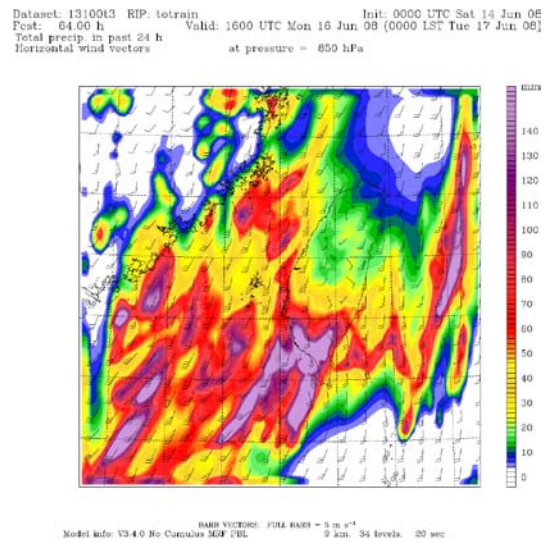 Dataset: 13100t3 RIP: totrain Init: 0000 UTC Sat 14 Jun 08
Fcst: 64.00 h Valid: 1600 UTC Mon 16 Jun 08 (0000 LST Tue 17 Jun 08)
Total precip. in past 24 h
Horizontal wind vectors at pressure = 850 hPa
mm
140
130
120
110
100
90
80
70
60
50
40
30
20
10
0
BARB VECTORS: FULL BARB = 5 m s⁻¹
Model info: V3.4.0 No Cumulus MRF PBL 9 km, 34 levels, 20 sec